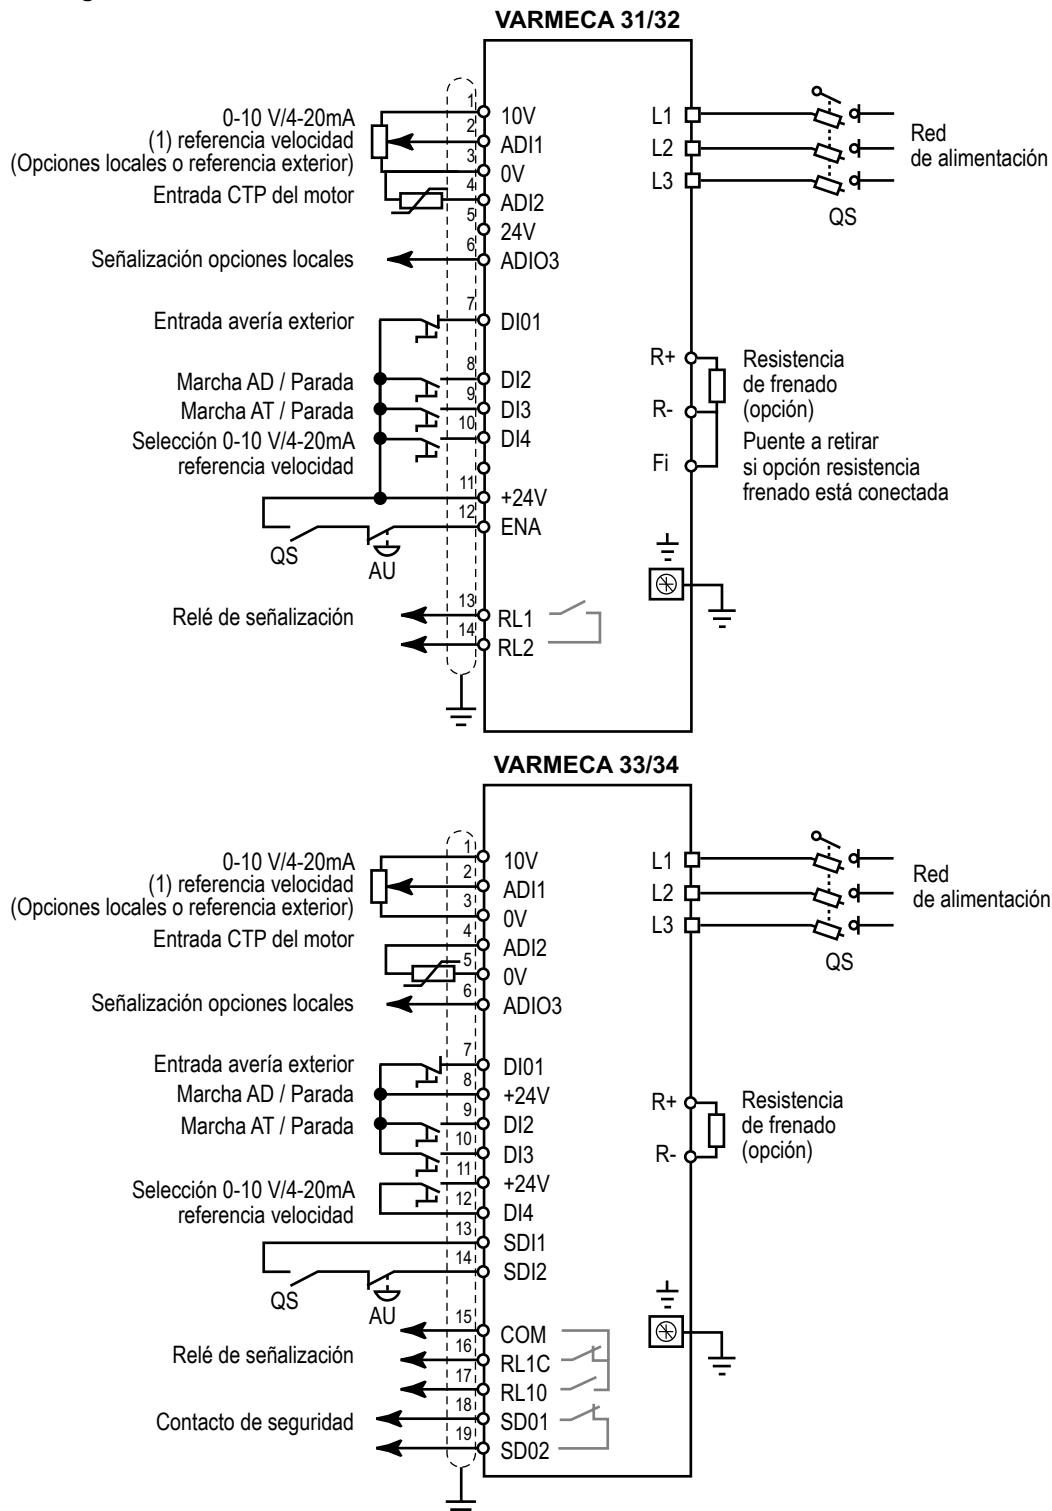 VARMECA 31/32
0-10 V/4-20mA
(1) referencia velocidad
(Opciones locales o referencia exterior)
Entrada CTP del motor
Señalización opciones locales
Entrada avería exterior
Marcha AD / Parada
Marcha AT / Parada
Selección 0-10 V/4-20mA
referencia velocidad
QS
AU
Relé de señalización
1
2
3
4
5
6
7
8
9
10
11
12
13
14
10V
ADI1
0V
ADI2
24V
ADIO3
DI01
DI2
DI3
DI4
+24V
ENA
RL1
RL2
L1
L2
L3
QS
Red
de alimentación
R+
R-
Fi
Resistencia
de frenado
(opción)
Puente a retirar
si opción resistencia
frenado está conectada
VARMECA 33/34
0-10 V/4-20mA
(1) referencia velocidad
(Opciones locales o referencia exterior)
Entrada CTP del motor
Señalización opciones locales
Entrada avería exterior
Marcha AD / Parada
Marcha AT / Parada
Selección 0-10 V/4-20mA
referencia velocidad
QS
AU
Relé de señalización
Contacto de seguridad
1
2
3
4
5
6
7
8
9
10
11
12
13
14
15
16
17
18
19
10V
ADI1
0V
ADI2
0V
ADIO3
DI01
+24V
DI2
DI3
+24V
DI4
SDI1
SDI2
COM
RL1C
RL10
SD01
SD02
L1
L2
L3
QS
Red
de alimentación
R+
R-
Resistencia
de frenado
(opción)